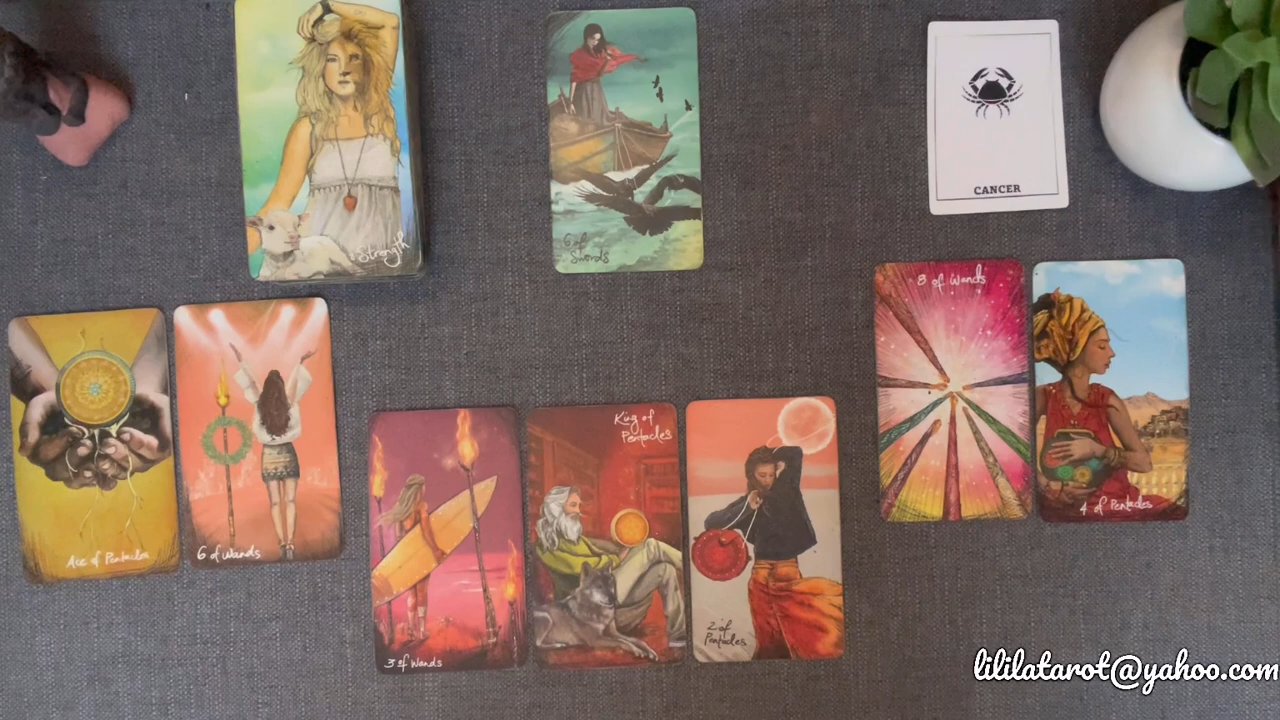 Strength
6 of
Swords
CANCER
Ace of Pentacles
6 of Wands
3 of Wands
King of
Pentacles
2 of
Pentacles
8 of Wands
4 of Pentacles
lililatarot@yahoo.com